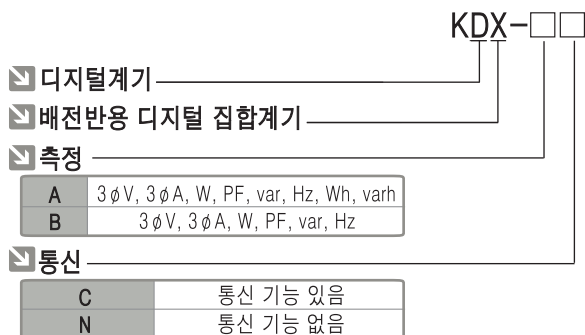 KDX-□□
디지털계기
배전반용 디지털 집합계기
측정
A 3φV, 3φA, W, PF, var, Hz, Wh, varh
B 3φV, 3φA, W, PF, var, Hz
통신
C 통신 기능 있음
N 통신 기능 없음